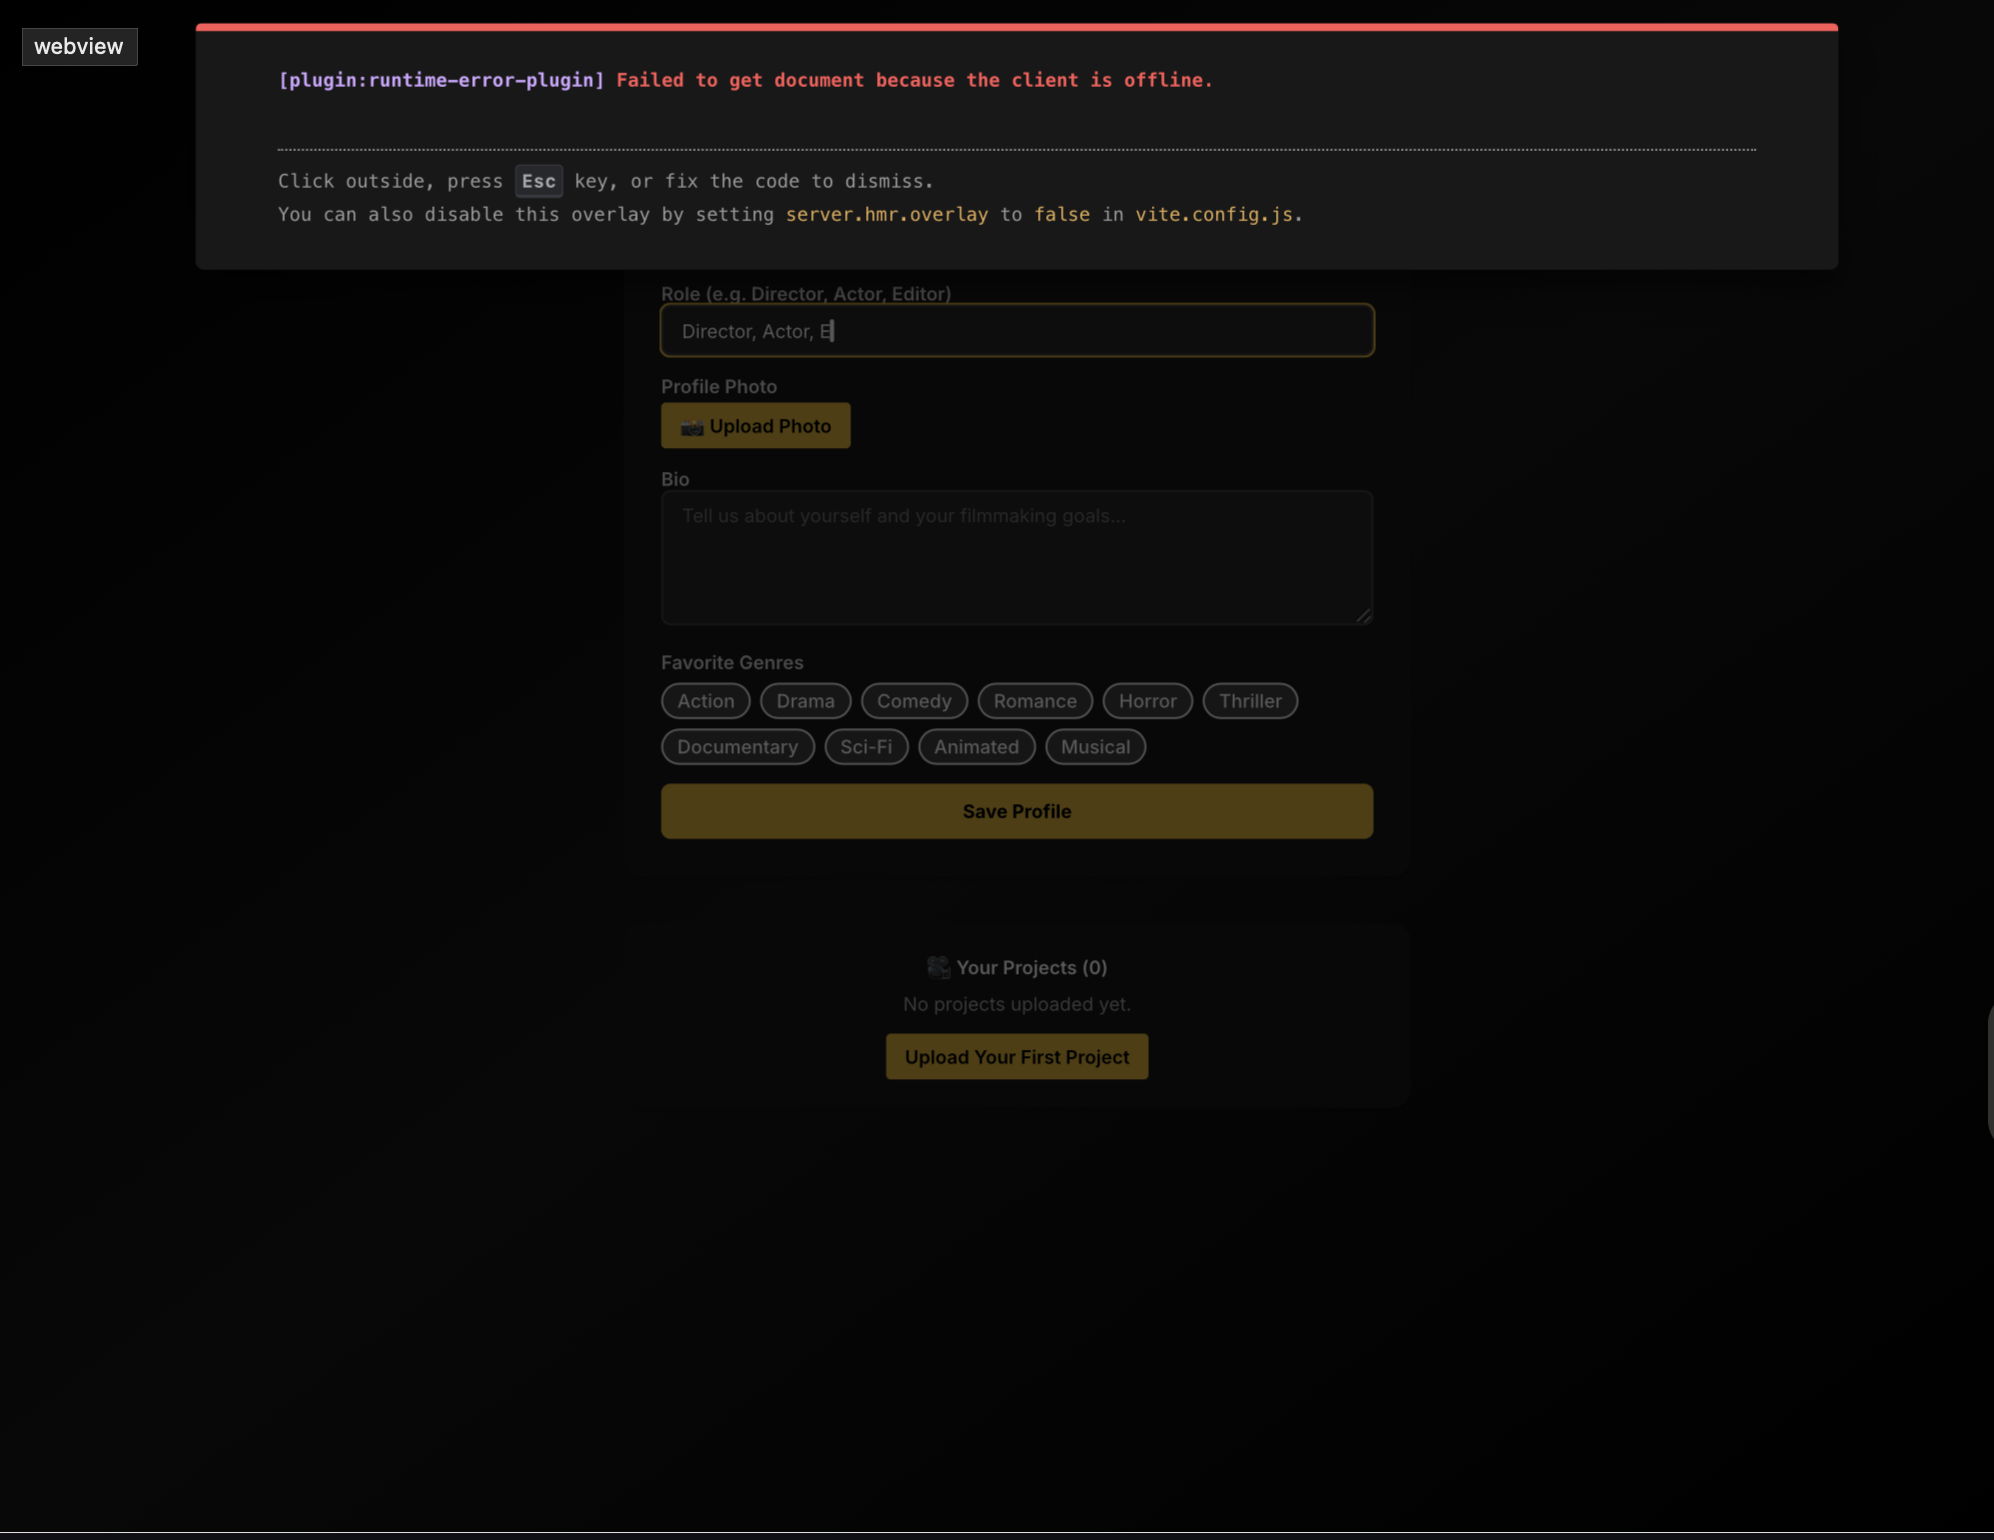 webview
[plugin:runtime-error-plugin] Failed to get document because the client is offline.
Click outside, press Esc key, or fix the code to dismiss.
You can also disable this overlay by setting server.hmr.overlay to false in vite.config.js.
Role (e.g. Director, Actor, Editor)
Director, Actor, E
Profile Photo
📸 Upload Photo
Bio
Tell us about yourself and your filmmaking goals...
Favorite Genres
Action Drama Comedy Romance Horror Thriller
Documentary Sci-Fi Animated Musical
Save Profile
🎥 Your Projects (0)
No projects uploaded yet.
Upload Your First Project